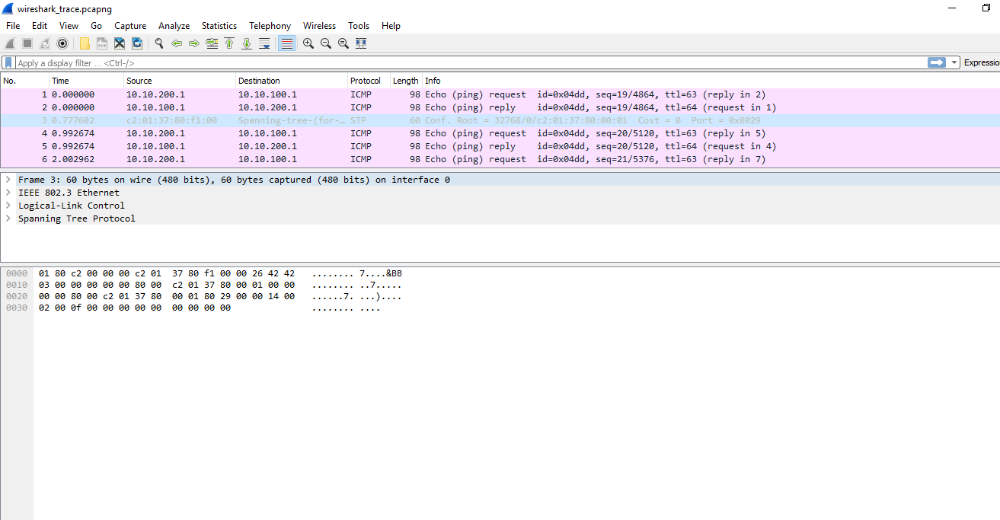 wireshark_trace.pcapng
File Edit View Go Capture Analyze Statistics Telephony Wireless Tools Help
Apply a display filter ... <Ctrl-/> Expressio
No. Time Source Destination Protocol Length Info
1 0.000000 10.10.200.1 10.10.100.1 ICMP 98 Echo (ping) request id=0x04dd, seq=19/4864, ttl=63 (reply in 2)
2 0.000000 10.10.100.1 10.10.200.1 ICMP 98 Echo (ping) reply id=0x04dd, seq=19/4864, ttl=64 (request in 1)
3 0.777602 c2:01:37:80:f1:00 Spanning-tree-(for-… STP 60 Conf. Root = 32768/0/c2:01:37:80:00:01 Cost = 0 Port = 0x8029
4 0.992674 10.10.200.1 10.10.100.1 ICMP 98 Echo (ping) request id=0x04dd, seq=20/5120, ttl=63 (reply in 5)
5 0.992674 10.10.100.1 10.10.200.1 ICMP 98 Echo (ping) reply id=0x04dd, seq=20/5120, ttl=64 (request in 4)
6 2.002962 10.10.200.1 10.10.100.1 ICMP 98 Echo (ping) request id=0x04dd, seq=21/5376, ttl=63 (reply in 7)
Frame 3: 60 bytes on wire (480 bits), 60 bytes captured (480 bits) on interface 0
IEEE 802.3 Ethernet
Logical-Link Control
Spanning Tree Protocol
0000 01 80 c2 00 00 00 c2 01 37 80 f1 00 00 26 42 42 ........ 7....&BB
0010 03 00 00 00 00 00 80 00 c2 01 37 80 00 01 00 00 ........ ..7.....
0020 00 00 80 00 c2 01 37 80 00 01 80 29 00 00 14 00 ......7. ...)....
0030 02 00 0f 00 00 00 00 00 00 00 00 00 ........ ....